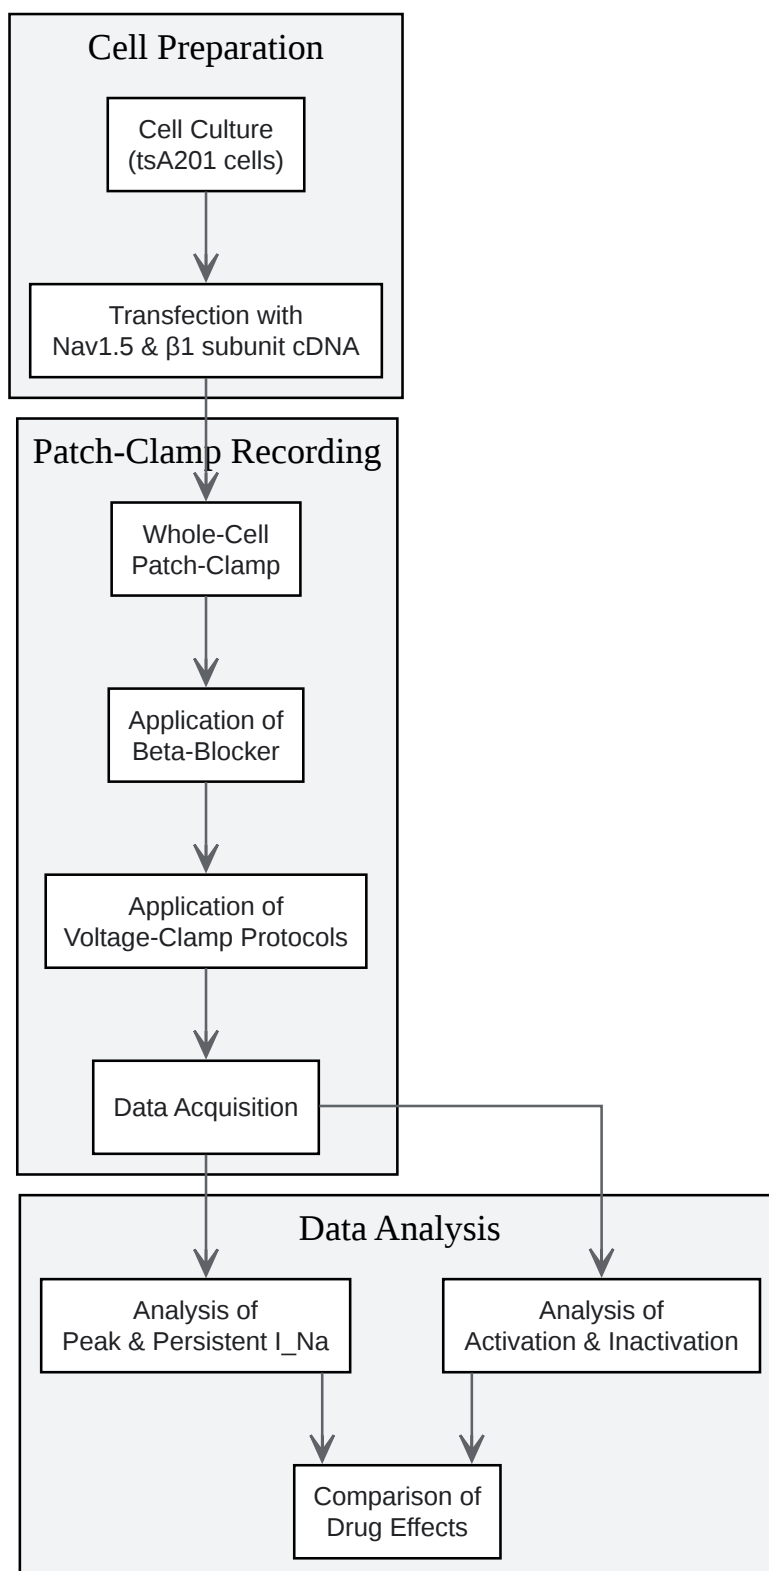 Cell Preparation
Cell Culture
(tsA201 cells)
Transfection with
Nav1.5 & β1 subunit cDNA
Patch-Clamp Recording
Whole-Cell
Patch-Clamp
Application of
Beta-Blocker
Application of
Voltage-Clamp Protocols
Data Acquisition
Data Analysis
Analysis of
Peak & Persistent I_Na
Analysis of
Activation & Inactivation
Comparison of
Drug Effects